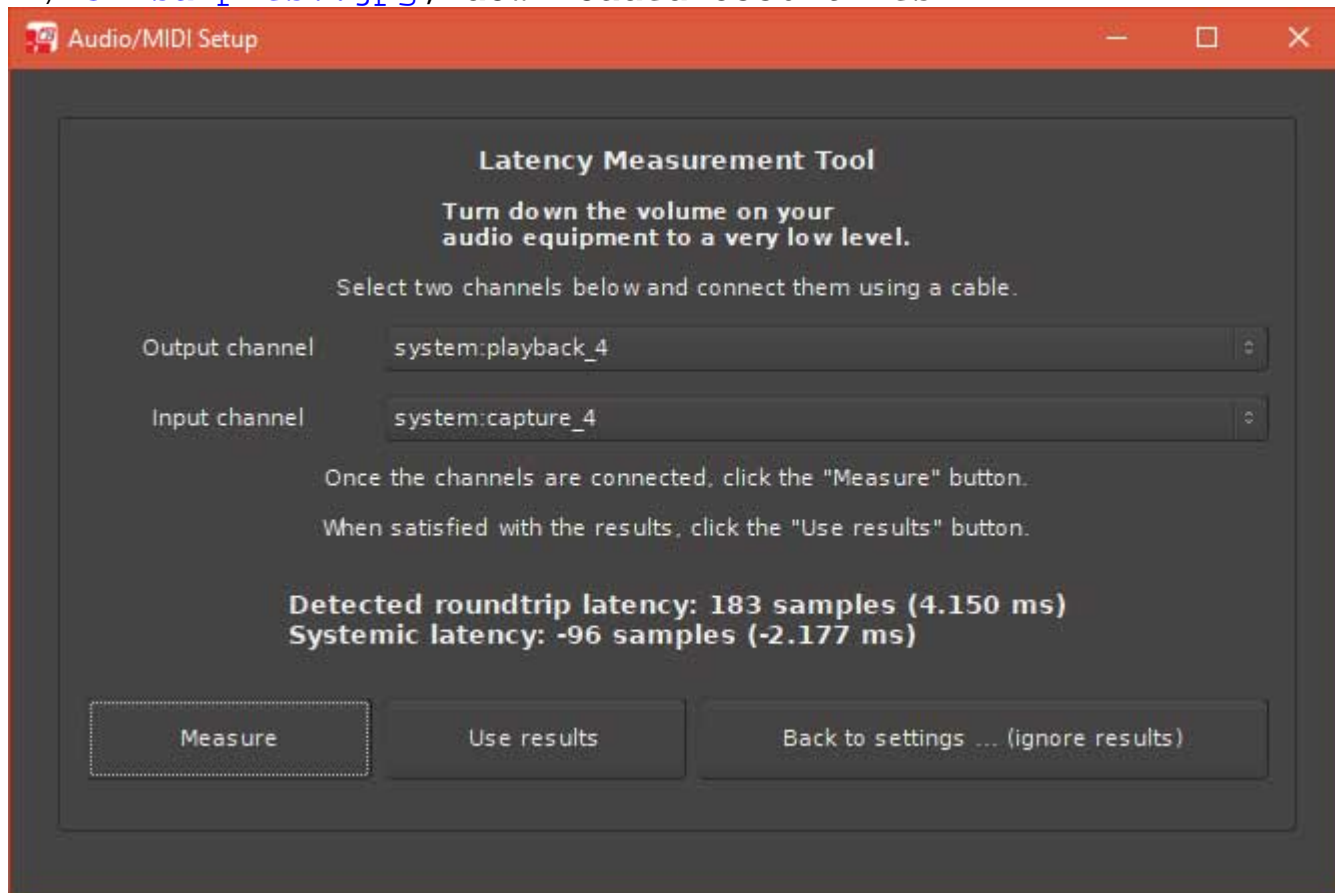 Audio/MIDI Setup
Latency Measurement Tool
Turn down the volume on your
audio equipment to a very low level.
Select two channels below and connect them using a cable.
Output channel system:playback_4
Input channel system:capture_4
Once the channels are connected, click the "Measure" button.
When satisfied with the results, click the "Use results" button.
Detected roundtrip latency: 183 samples (4.150 ms)
Systemic latency: -96 samples (-2.177 ms)
Measure Use results Back to settings ... (ignore results)